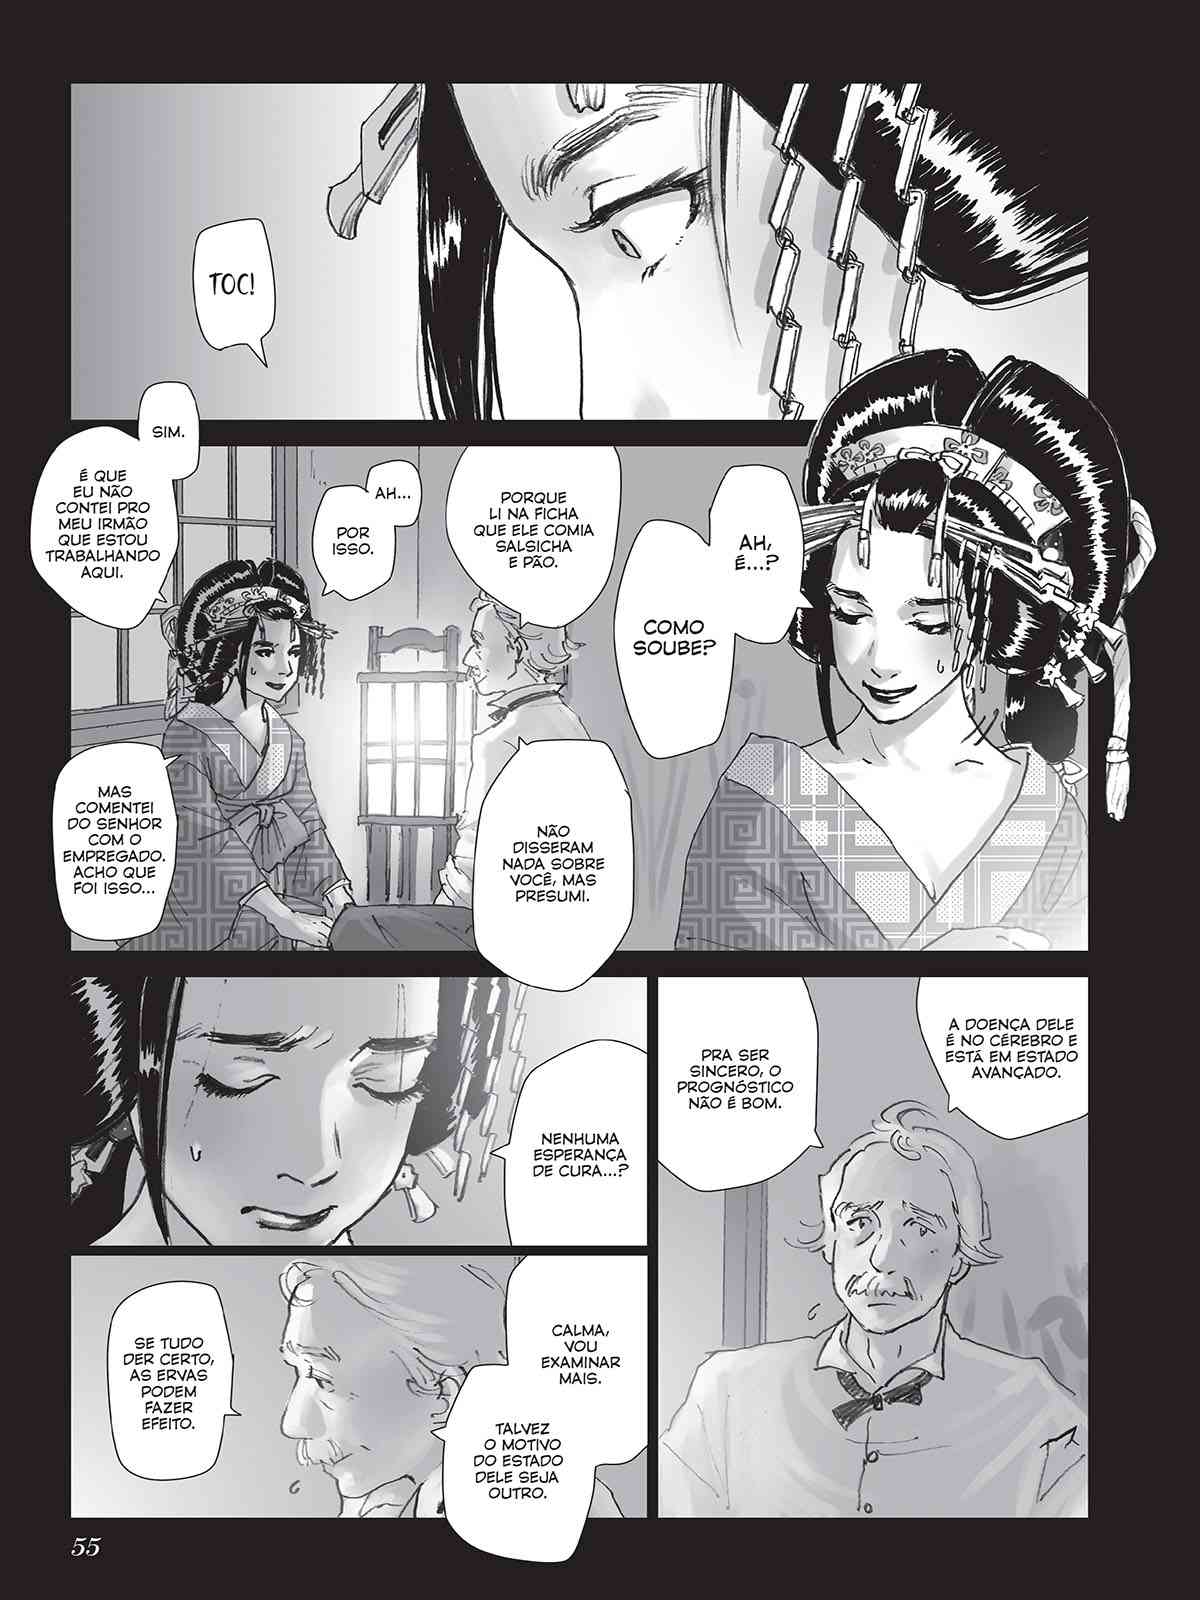 TOC!
AH,
É...?
COMO
SOUBE?
PORQUE
LI NA FICHA
QUE ELE COMIA
SALSICHA
E PÃO.
NÃO
DISSERAM
NADA SOBRE
VOCÊ, MAS
PRESUMI.
AH...
POR
ISSO.
SIM.
É QUE
EU NÃO
CONTEI PRO
MEU IRMÃO
QUE ESTOU
TRABALHANDO
AQUI.
MAS
COMENTEI
DO SENHOR
COM O
EMPREGADO.
ACHO QUE
FOI ISSO...
A DOENÇA DELE
É NO CÉREBRO E
ESTÁ EM ESTADO
AVANÇADO.
PRA SER
SINCERO, O
PROGNÓSTICO
NÃO É BOM.
NENHUMA
ESPERANÇA
DE CURA...?
CALMA,
VOU
EXAMINAR
MAIS.
TALVEZ
O MOTIVO
DO ESTADO
DELE SEJA
OUTRO.
SE TUDO
DER CERTO,
AS ERVAS
PODEM
FAZER
EFEITO.
55